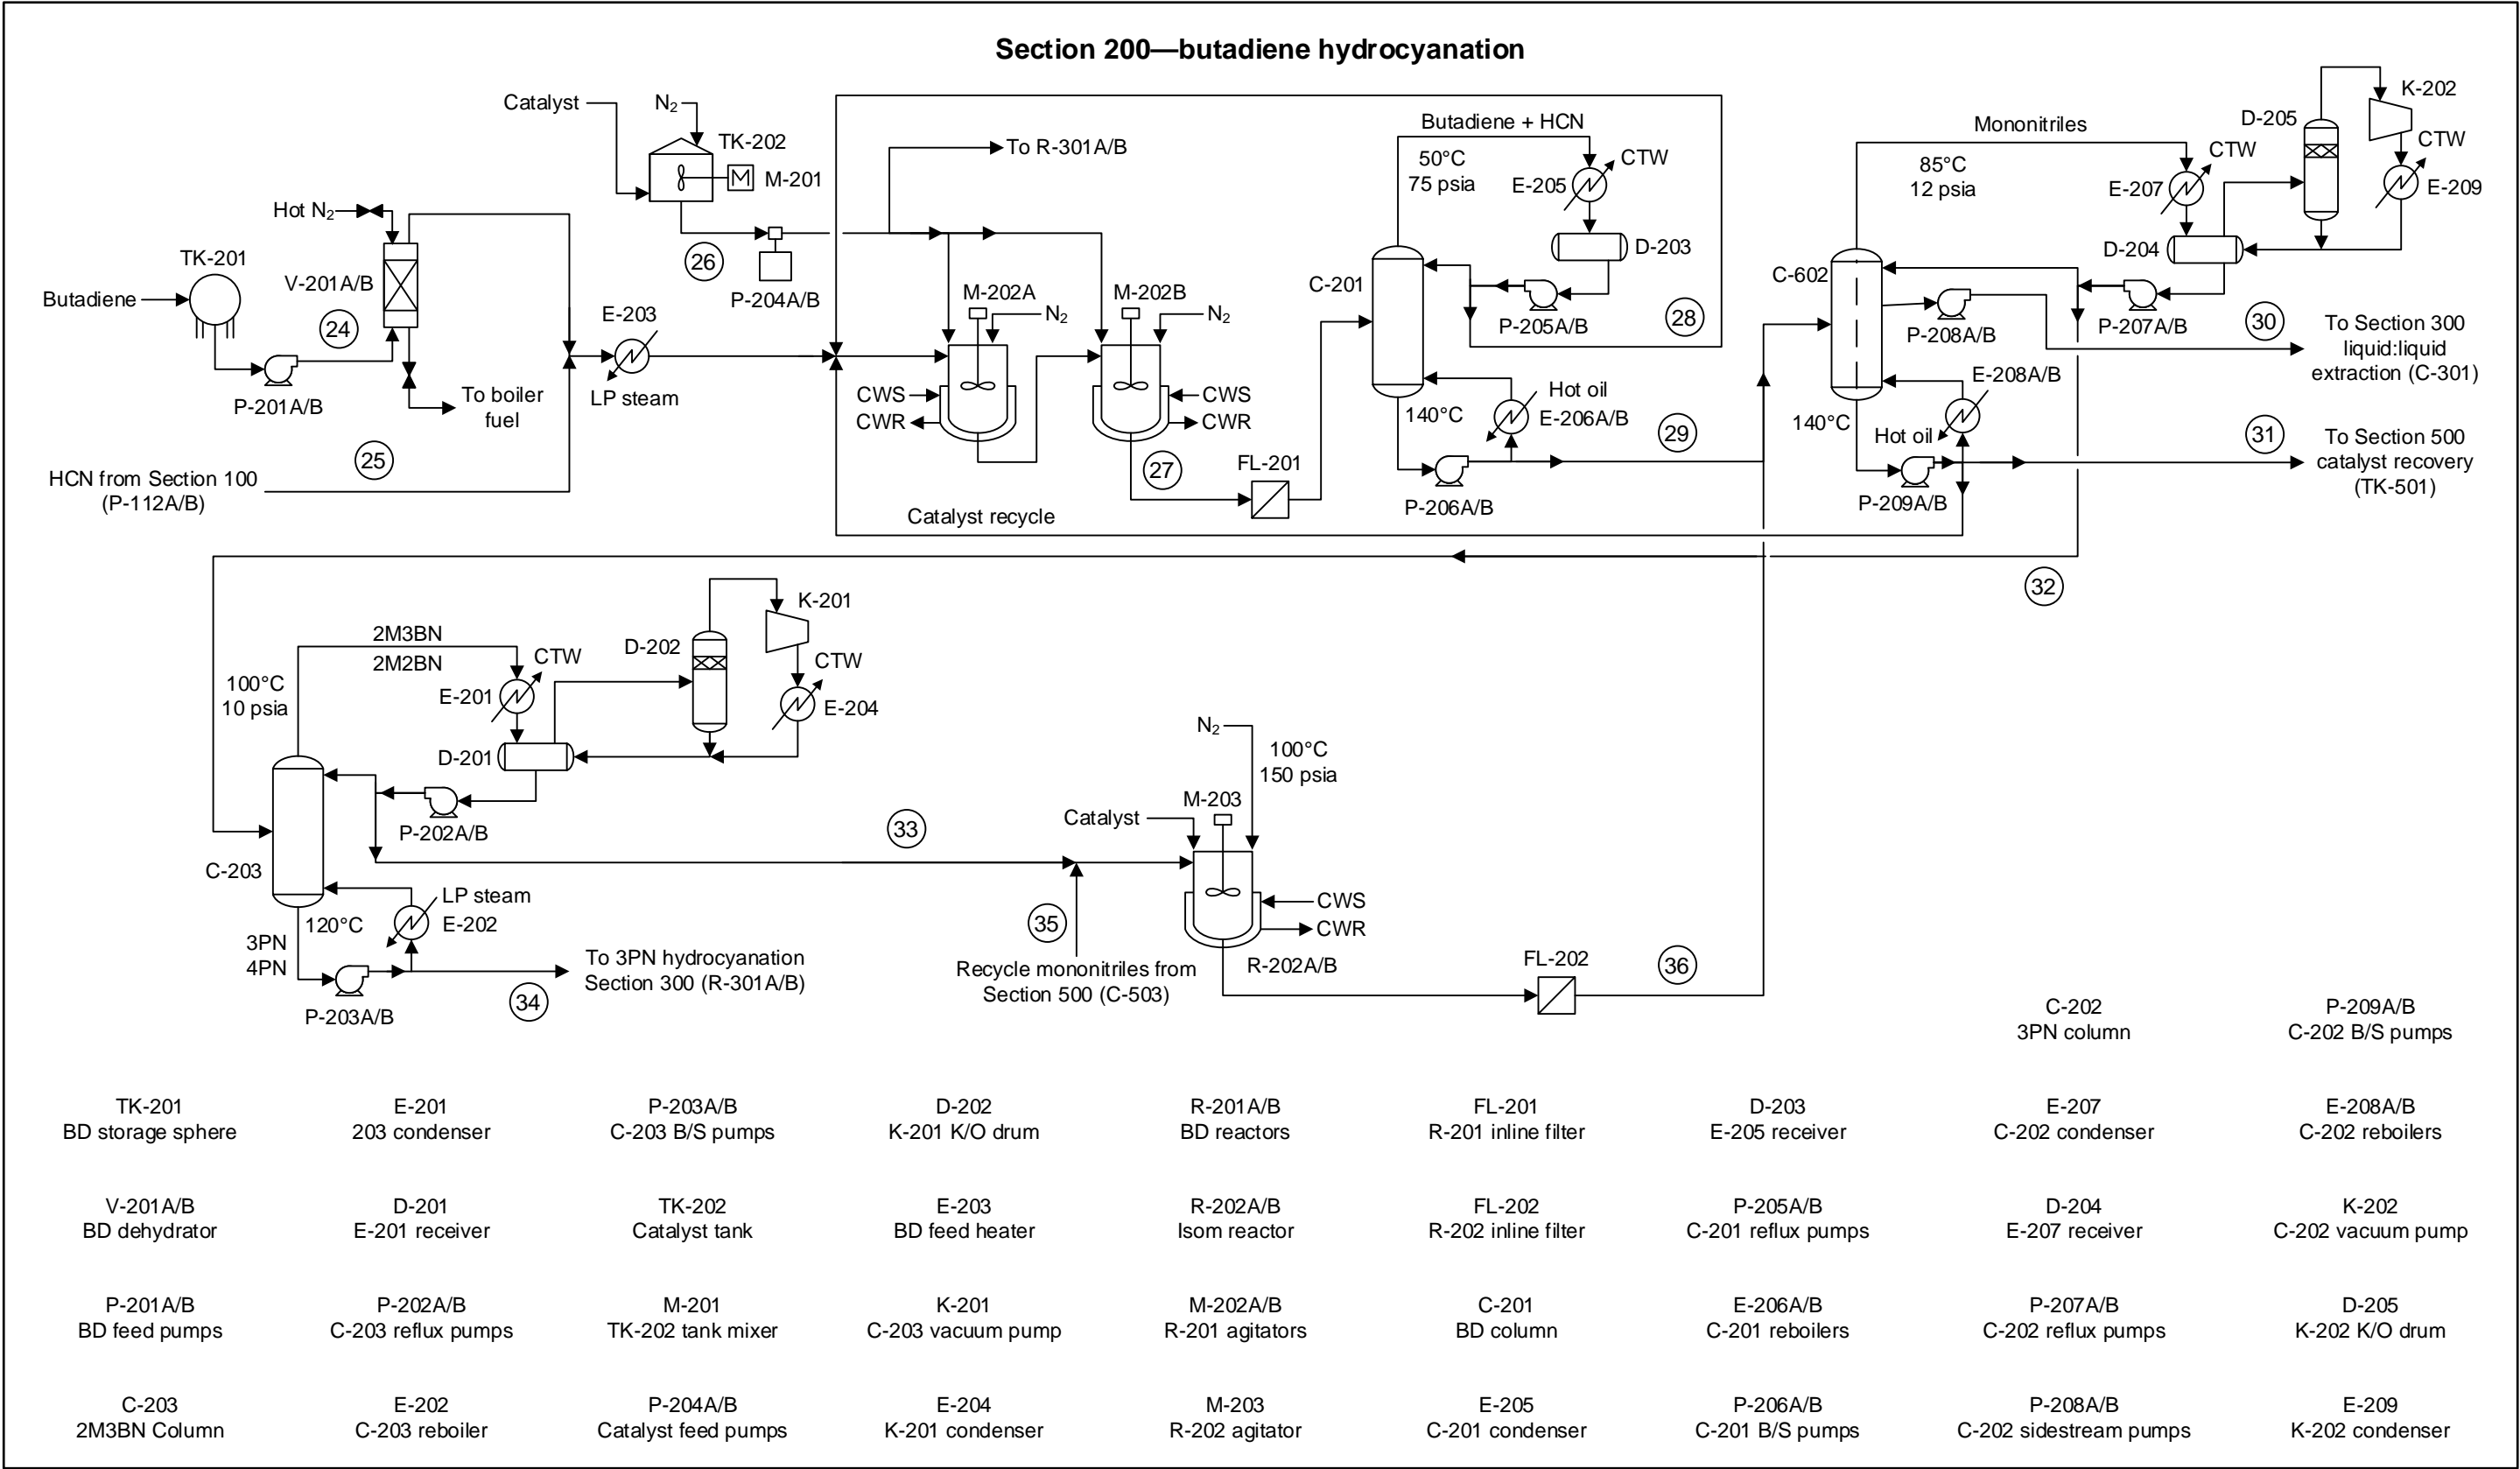 Section 200—butadiene hydrocyanation
Catalyst
N₂
TK-202
M
M-201
To R-301A/B
26
P-204A/B
Hot N₂
TK-201
V-201A/B
Butadiene
24
P-201A/B
To boiler
fuel
E-203
LP steam
25
HCN from Section 100
(P-112A/B)
M-202A
N₂
M-202B
N₂
CWS
CWR
CWS
CWR
27
FL-201
Catalyst recycle
Butadiene + HCN
50°C
75 psia
CTW
E-205
D-203
C-201
P-205A/B
28
Hot oil
E-206A/B
140°C
29
P-206A/B
Mononitriles
85°C
12 psia
CTW
E-207
D-204
D-205
K-202
CTW
E-209
C-602
P-208A/B
P-207A/B
30
To Section 300
liquid:liquid
extraction (C-301)
E-208A/B
140°C
Hot oil
31
To Section 500
catalyst recovery
(TK-501)
P-209A/B
32
2M3BN
2M2BN
100°C
10 psia
CTW
E-201
D-201
D-202
K-201
CTW
E-204
P-202A/B
C-203
LP steam
E-202
120°C
3PN
4PN
P-203A/B
34
To 3PN hydrocyanation
Section 300 (R-301A/B)
33
N₂
100°C
150 psia
M-203
Catalyst
CWS
CWR
R-202A/B
35
Recycle mononitriles from
Section 500 (C-503)
FL-202
36
C-202
3PN column
P-209A/B
C-202 B/S pumps
TK-201
BD storage sphere
E-201
203 condenser
P-203A/B
C-203 B/S pumps
D-202
K-201 K/O drum
R-201A/B
BD reactors
FL-201
R-201 inline filter
D-203
E-205 receiver
E-207
C-202 condenser
E-208A/B
C-202 reboilers
V-201A/B
BD dehydrator
D-201
E-201 receiver
TK-202
Catalyst tank
E-203
BD feed heater
R-202A/B
Isom reactor
FL-202
R-202 inline filter
P-205A/B
C-201 reflux pumps
D-204
E-207 receiver
K-202
C-202 vacuum pump
P-201A/B
BD feed pumps
P-202A/B
C-203 reflux pumps
M-201
TK-202 tank mixer
K-201
C-203 vacuum pump
M-202A/B
R-201 agitators
C-201
BD column
E-206A/B
C-201 reboilers
P-207A/B
C-202 reflux pumps
D-205
K-202 K/O drum
C-203
2M3BN Column
E-202
C-203 reboiler
P-204A/B
Catalyst feed pumps
E-204
K-201 condenser
M-203
R-202 agitator
E-205
C-201 condenser
P-206A/B
C-201 B/S pumps
P-208A/B
C-202 sidestream pumps
E-209
K-202 condenser